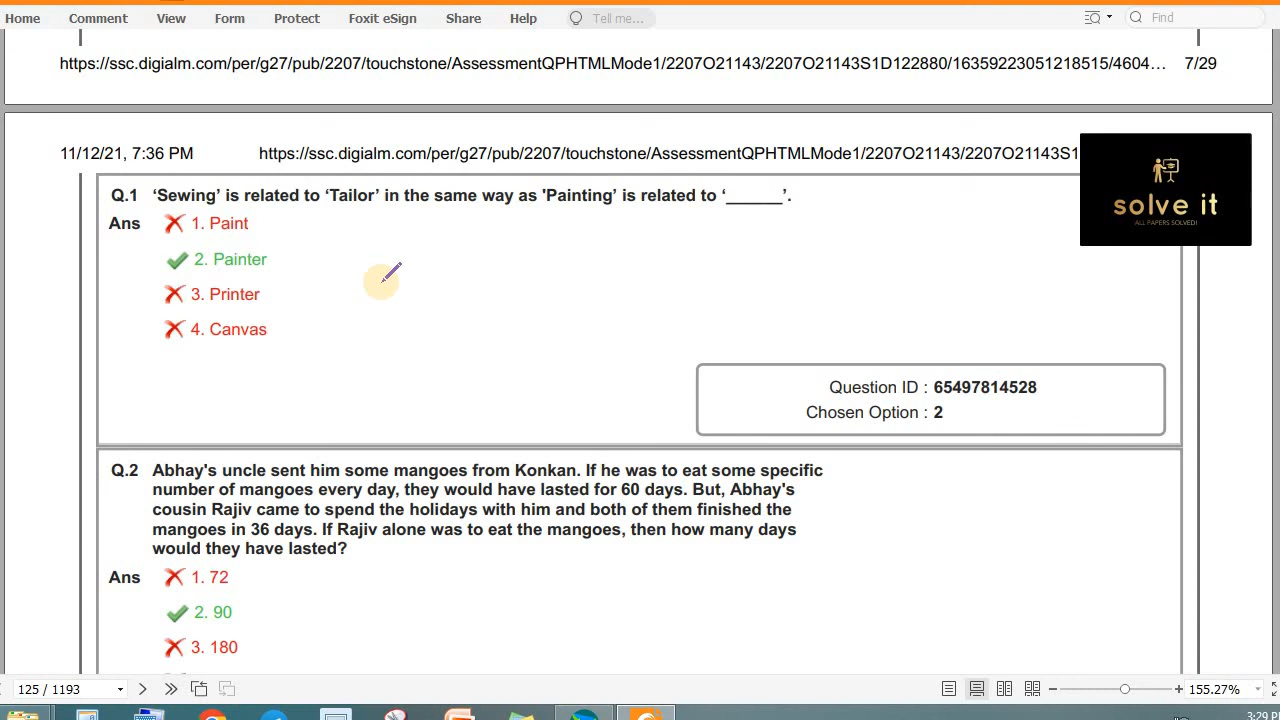 Home Comment View Form Protect Foxit eSign Share Help Tell me... Find
https://ssc.digialm.com/per/g27/pub/2207/touchstone/AssessmentQPHTMLMode1/2207O21143/2207O21143S1D122880/16359223051218515/4604… 7/29
11/12/21, 7:36 PM https://ssc.digialm.com/per/g27/pub/2207/touchstone/AssessmentQPHTMLMode1/2207O21143/2207O21143S1
solve it
ALL PAPERS SOLVED!
Q.1 ‘Sewing’ is related to ‘Tailor’ in the same way as 'Painting’ is related to ‘______’.
Ans 1. Paint
2. Painter
3. Printer
4. Canvas
Question ID : 65497814528
Chosen Option : 2
Q.2 Abhay's uncle sent him some mangoes from Konkan. If he was to eat some specific
number of mangoes every day, they would have lasted for 60 days. But, Abhay's
cousin Rajiv came to spend the holidays with him and both of them finished the
mangoes in 36 days. If Rajiv alone was to eat the mangoes, then how many days
would they have lasted?
Ans 1. 72
2. 90
3. 180
125 / 1193 155.27%